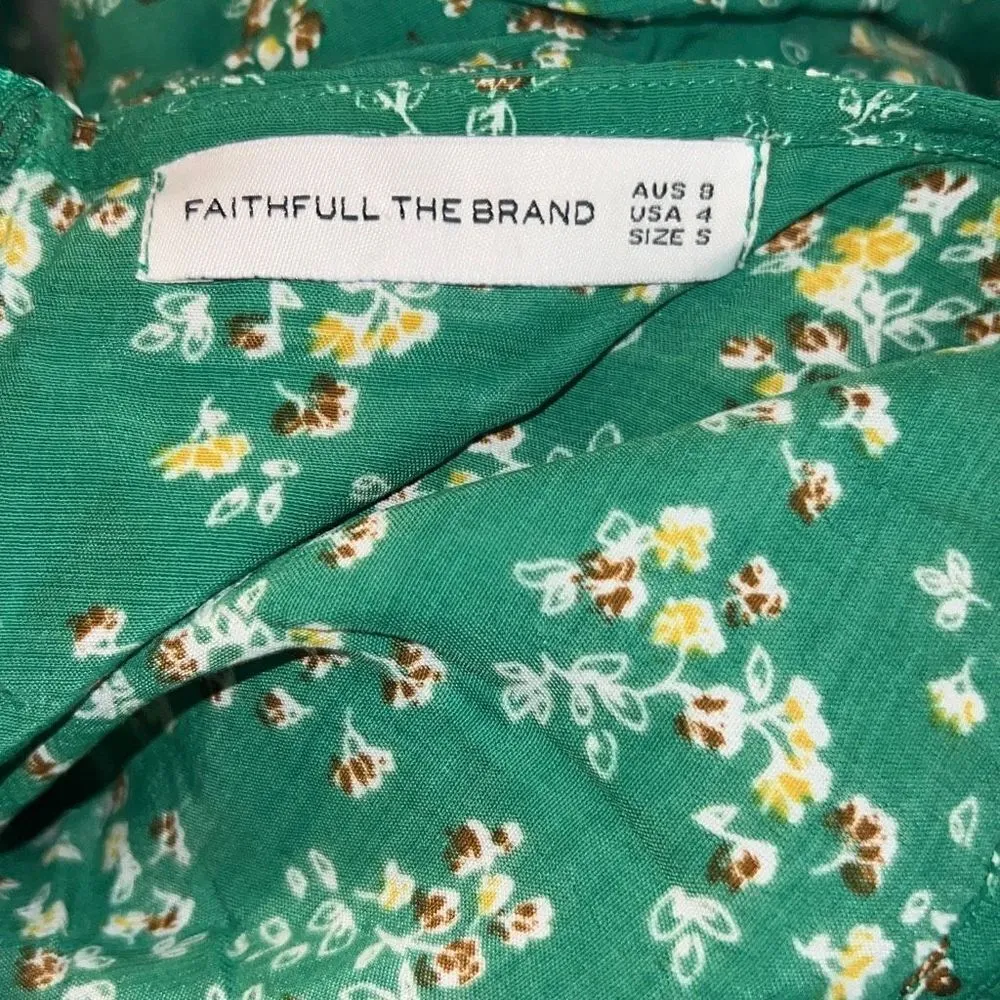 FAITHFULL THE BRAND
AUS 8
USA 4
SIZE S